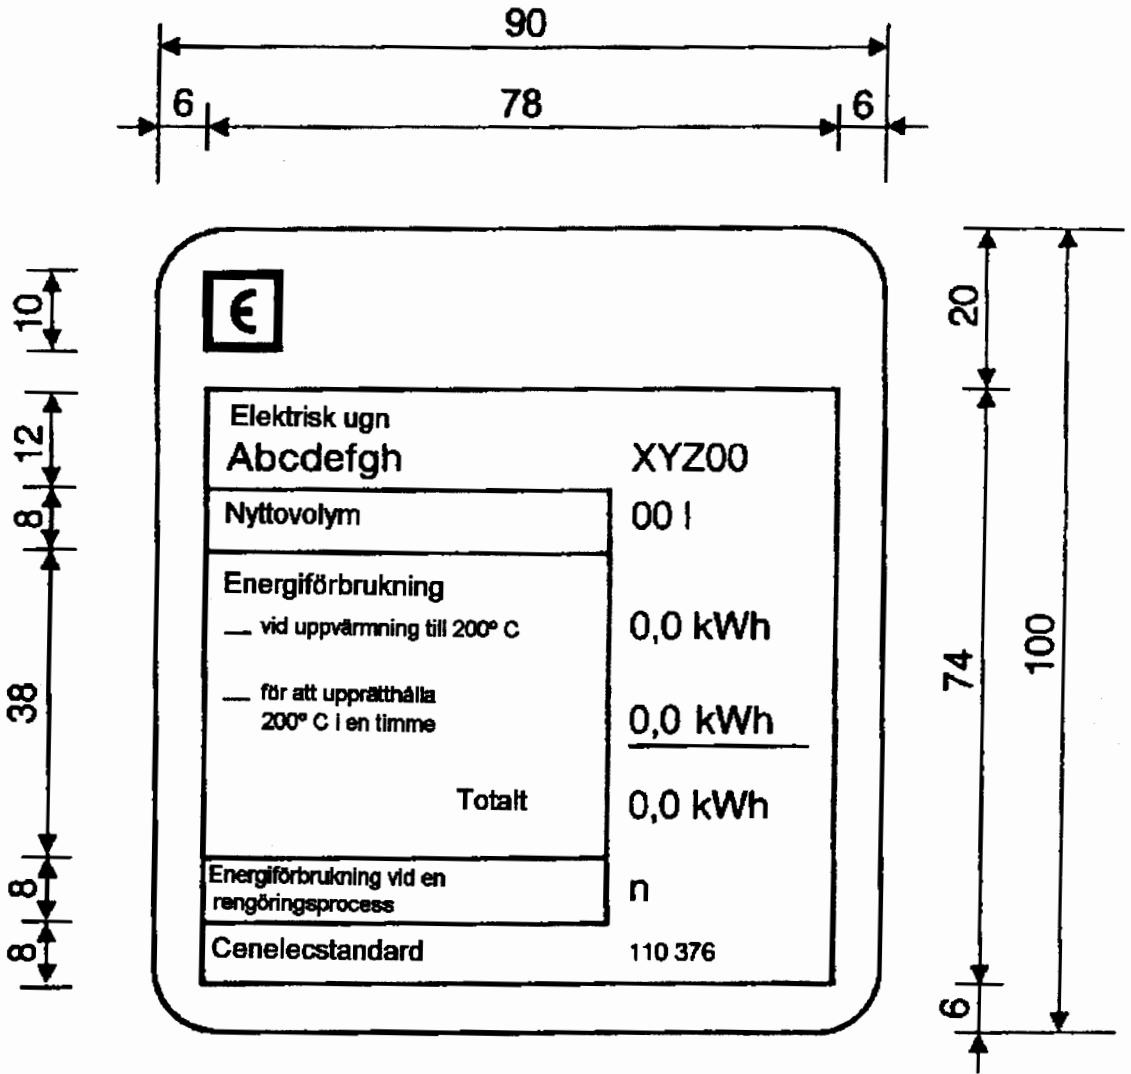 90
6 78 6
10
20
Є
12
Elektrisk ugn
Abcdefgh XYZ00
8
Nyttovolym 00 l
38
Energiförbrukning
— vid uppvärmning till 200° C 0,0 kWh
— för att upprätthålla
200° C i en timme 0,0 kWh
Totalt 0,0 kWh
74
100
8
Energiförbrukning vid en
rengöringsprocess n
8
Cenelecstandard 110 376
6